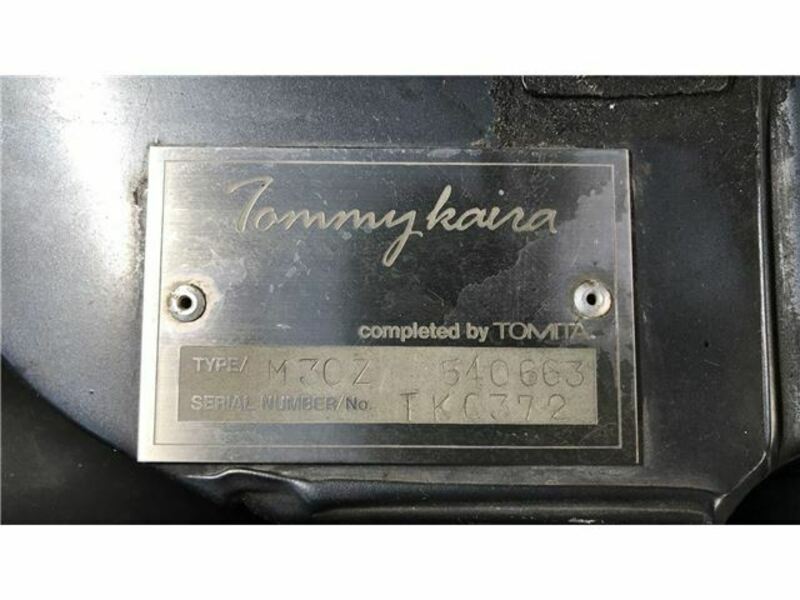 Tommykaira
completed by TOMITA.
TYPE/ M30Z 540663
SERIAL NUMBER/No. TK0372